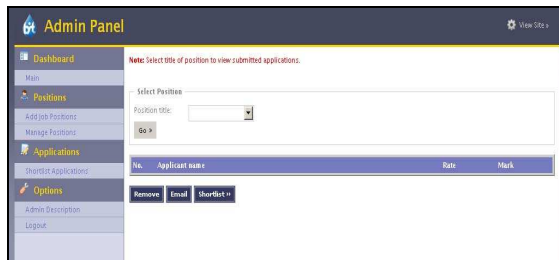 Admin Panel
View Site »
Dashboard
Main
Positions
Add Job Positions
Manage Positions
Applications
Shortlist Applications
Options
Admin Description
Logout
Note: Select title of position to view submitted applications.
Select Position
Position title:
Go »
No. Applicant name Rate Mark
Remove Email Shortlist »